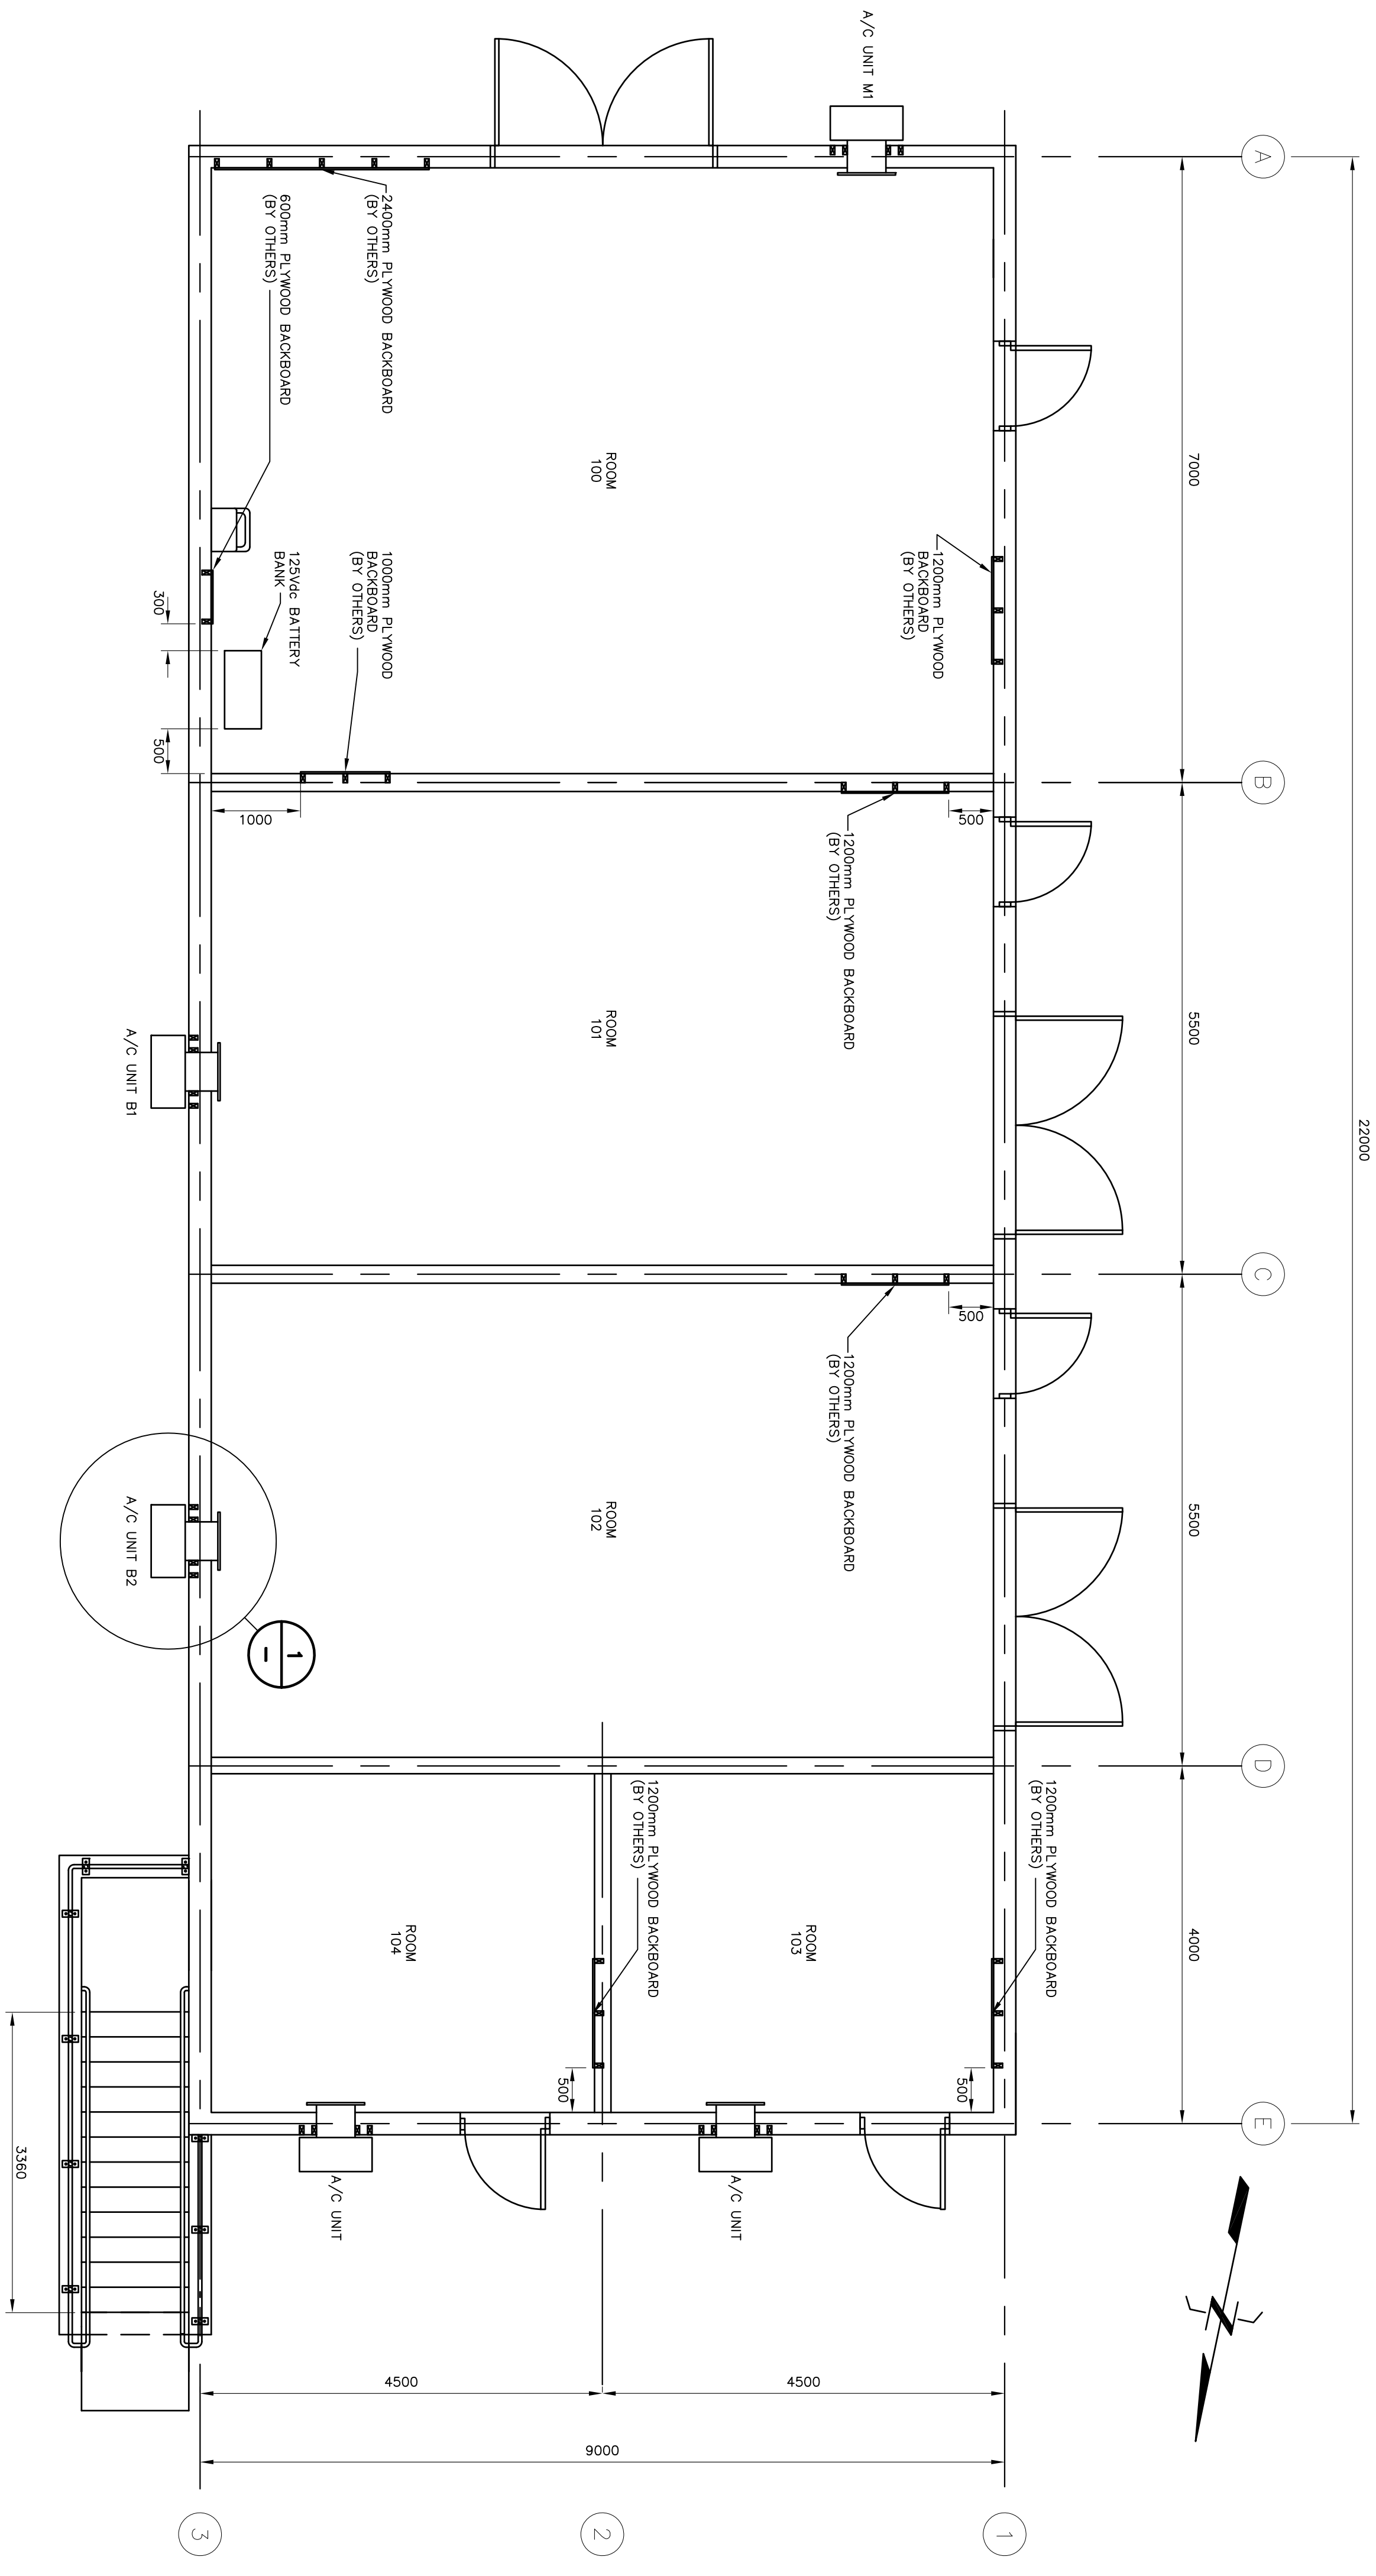 22000
A
B
C
D
E
7000
5500
5500
4000
A/C UNIT M1
1200mm PLYWOOD
BACKBOARD
(BY OTHERS)
1200mm PLYWOOD BACKBOARD
(BY OTHERS)
500
1200mm PLYWOOD BACKBOARD
(BY OTHERS)
500
1200mm PLYWOOD BACKBOARD
(BY OTHERS)
500
ROOM
100
ROOM
101
ROOM
102
ROOM
103
1200mm PLYWOOD BACKBOARD
(BY OTHERS)
500
ROOM
104
A/C UNIT
A/C UNIT
2400mm PLYWOOD BACKBOARD
(BY OTHERS)
600mm PLYWOOD BACKBOARD
(BY OTHERS)
1000mm PLYWOOD
BACKBOARD
(BY OTHERS)
125Vdc BATTERY
BANK
1000
300
500
A/C UNIT B1
A/C UNIT B2
1
-
3360
4500
4500
9000
1
2
3
N